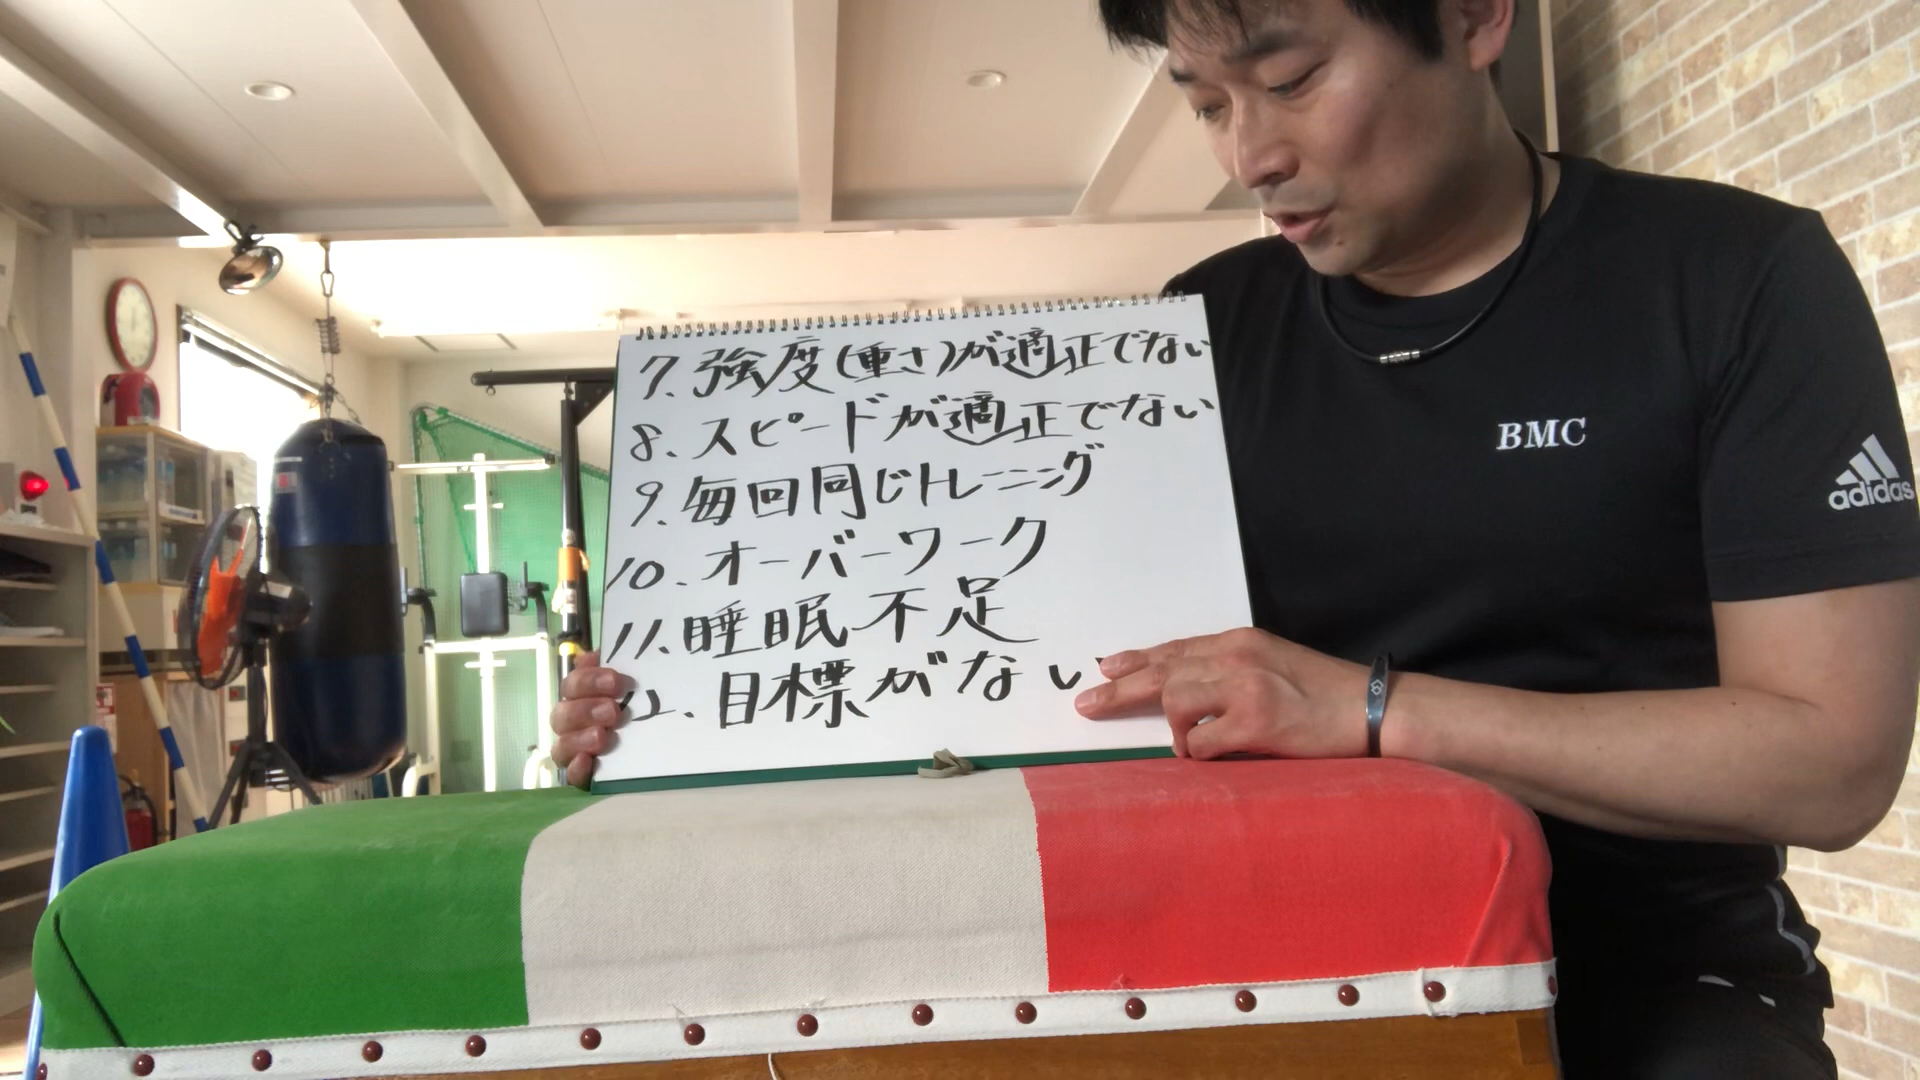 7. 強度(重さ)が適正でない
8. スピードが適正でない
9. 毎回同じトレーニング
10. オーバーワーク
11. 睡眠不足
12. 目標がない
BMC
adidas